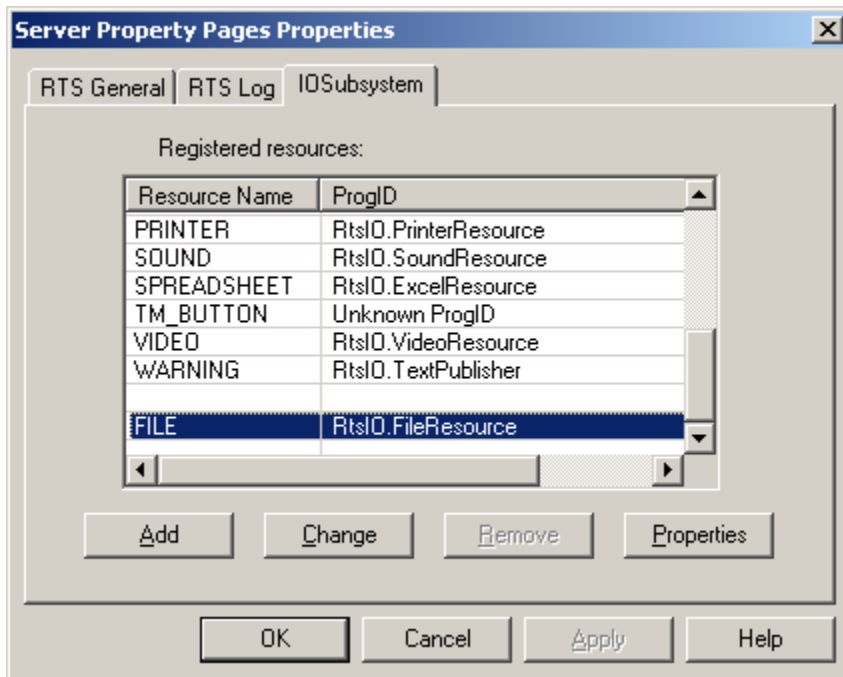 Server Property Pages Properties
RTS General RTS Log IOSubsystem
Registered resources:
Resource Name ProgID
PRINTER RtsIO.PrinterResource
SOUND RtsIO.SoundResource
SPREADSHEET RtsIO.ExcelResource
TM_BUTTON Unknown ProgID
VIDEO RtsIO.VideoResource
WARNING RtsIO.TextPublisher
FILE RtsIO.FileResource
Add Change Remove Properties
OK Cancel Apply Help